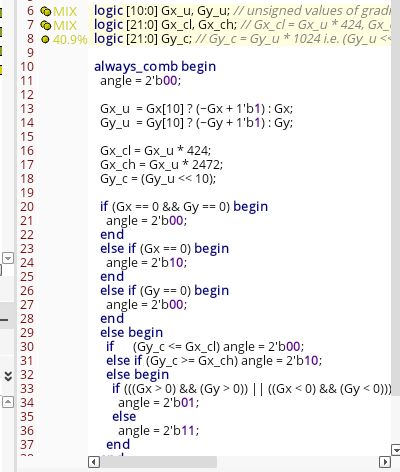 6 MIX logic [10:0] Gx_u, Gy_u; // unsigned values of gradi
7 MIX logic [21:0] Gx_cl, Gx_ch; // Gx_cl = Gx_u * 424, Gx_
8 40.9% logic [21:0] Gy_c; // Gy_c = Gy_u * 1024 i.e. (Gy_u <<
9
10 always_comb begin
11 angle = 2'b00;
12
13 Gx_u = Gx[10] ? (~Gx + 1'b1) : Gx;
14 Gy_u = Gy[10] ? (~Gy + 1'b1) : Gy;
15
16 Gx_cl = Gx_u * 424;
17 Gx_ch = Gx_u * 2472;
18 Gy_c = (Gy_u << 10);
19
20 if (Gx == 0 && Gy == 0) begin
21 angle = 2'b00;
22 end
23 else if (Gx == 0) begin
24 angle = 2'b10;
25 end
26 else if (Gy == 0) begin
27 angle = 2'b00;
28 end
29 else begin
30 if (Gy_c <= Gx_cl) angle = 2'b00;
31 else if (Gy_c >= Gx_ch) angle = 2'b10;
32 else begin
33 if (((Gx > 0) && (Gy > 0)) || ((Gx < 0) && (Gy < 0)))
34 angle = 2'b01;
35 else
36 angle = 2'b11;
37 end